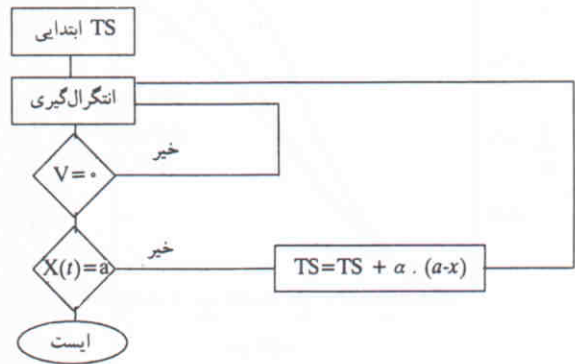 TS ابتدایی
انتگرال‌گیری
خیر
V=۰
خیر
X(t)=a
TS=TS + α . (a-x)
ایست